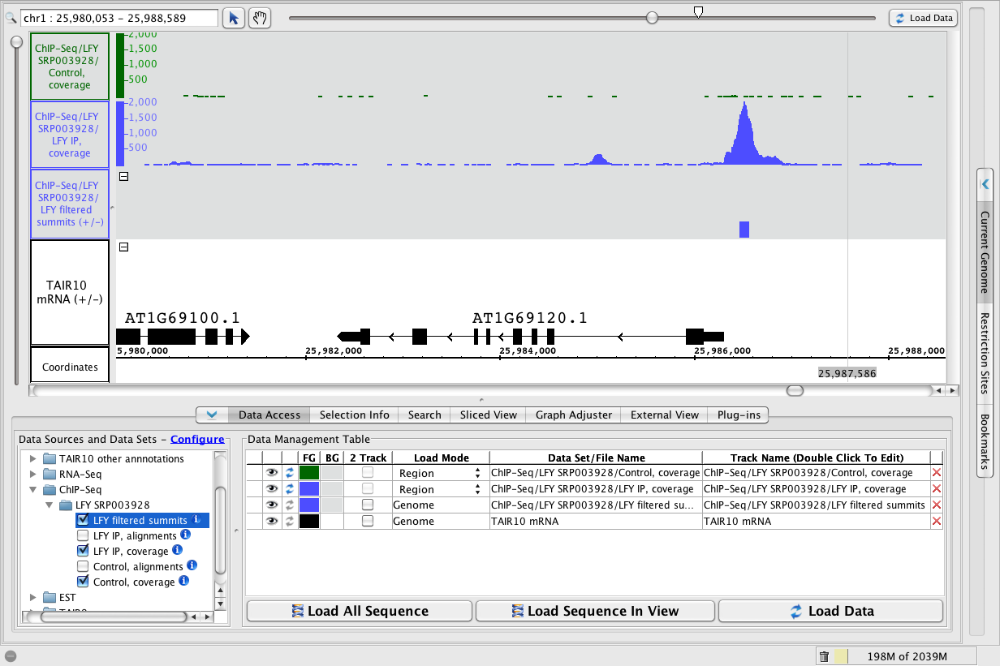 chr1 : 25,980,053 – 25,988,589
Load Data
ChIP-Seq/LFY
SRP003928/
Control,
coverage
2,000
1,500
1,000
500
ChIP-Seq/LFY
SRP003928/
LFY IP,
coverage
2,000
1,500
1,000
500
ChIP-Seq/LFY
SRP003928/
LFY filtered
summits (+/-)
TAIR10
mRNA (+/-)
AT1G69100.1 AT1G69120.1
Coordinates
5,980,000 25,982,000 25,984,000 25,986,000 25,988,000
25,987,586
Current Genome
Restriction Sites
Bookmarks
Data Access Selection Info Search Sliced View Graph Adjuster External View Plug-ins
Data Sources and Data Sets – Configure
TAIR10 other annnotations
RNA-Seq
ChIP-Seq
LFY SRP003928
LFY filtered summits
LFY IP, alignments
LFY IP, coverage
Control, alignments
Control, coverage
EST
Data Management Table
FG BG 2 Track Load Mode Data Set/File Name Track Name (Double Click To Edit)
Region ChIP-Seq/LFY SRP003928/Control, coverage ChIP-Seq/LFY SRP003928/Control, coverage
Region ChIP-Seq/LFY SRP003928/LFY IP, coverage ChIP-Seq/LFY SRP003928/LFY IP, coverage
Genome ChIP-Seq/LFY SRP003928/LFY filtered su... ChIP-Seq/LFY SRP003928/LFY filtered summits
Genome TAIR10 mRNA TAIR10 mRNA
Load All Sequence Load Sequence In View Load Data
198M of 2039M